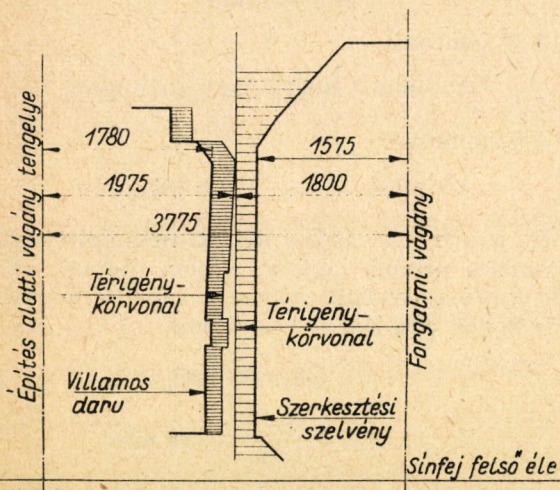 Építés alatti vágány tengelye
1780
1975
3775
1575
1800
Térigény-
körvonal
Térigény-
körvonal
Villamos
daru
Szerkesztési
szelvény
Forgalmi vágány
Sínfej felső éle